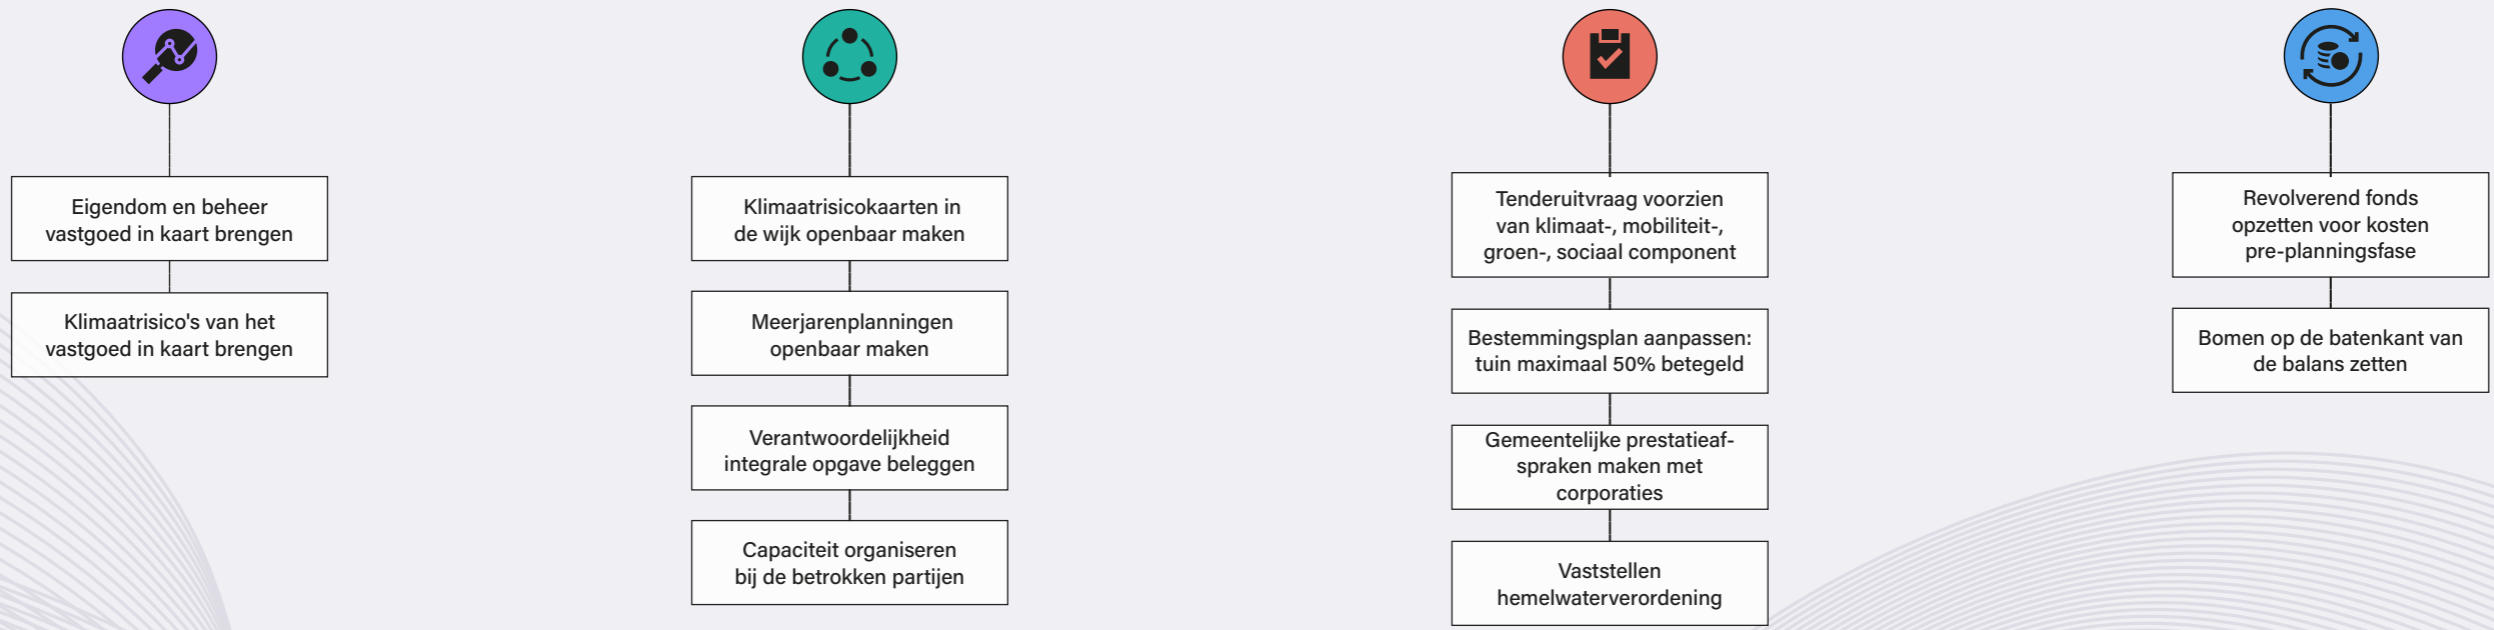 Eigendom en beheer
vastgoed in kaart brengen
Klimaatrisico's van het
vastgoed in kaart brengen
Klimaatrisicokaarten in
de wijk openbaar maken
Meerjarenplanningen
openbaar maken
Verantwoordelijkheid
integrale opgave beleggen
Capaciteit organiseren
bij de betrokken partijen
Tenderuitvraag voorzien
van klimaat-, mobiliteit-,
groen-, sociaal component
Bestemmingsplan aanpassen:
tuin maximaal 50% betegeld
Gemeentelijke prestatieaf-
spraken maken met
corporaties
Vaststellen
hemelwaterverordening
Revolverend fonds
opzetten voor kosten
pre-planningsfase
Bomen op de batenkant van
de balans zetten